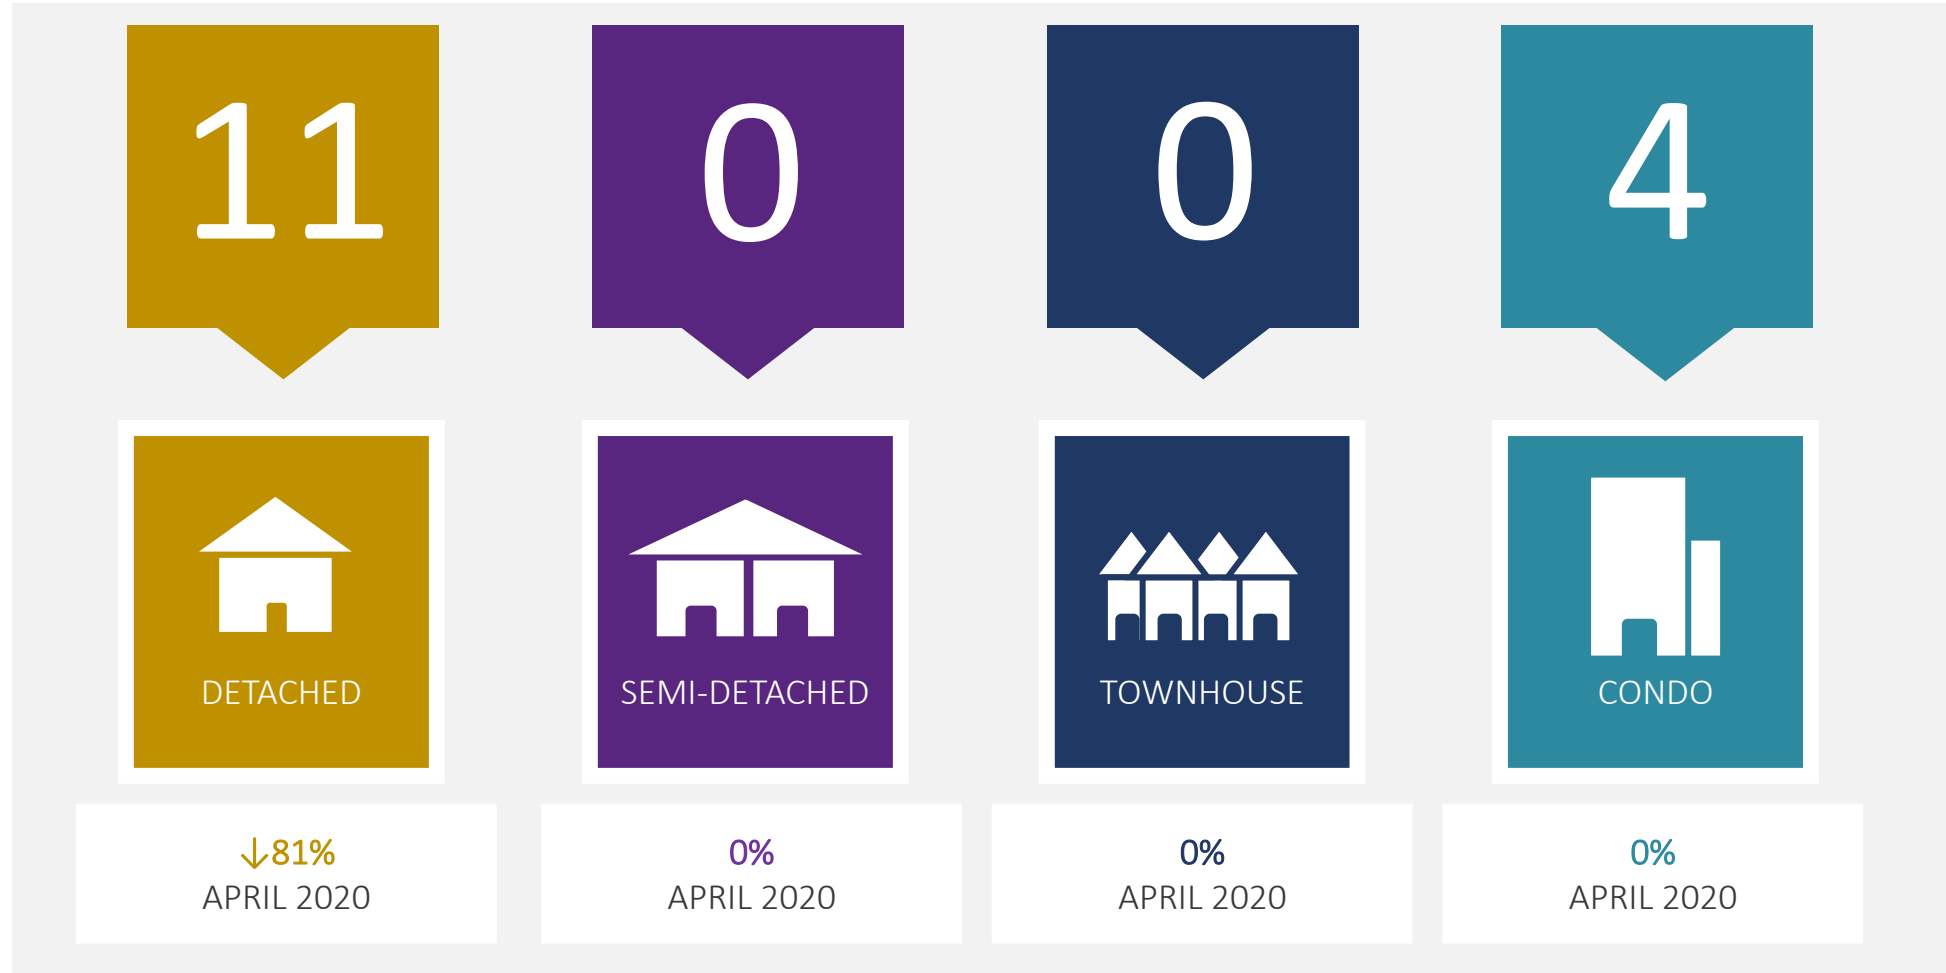 11
0
0
4
DETACHED
SEMI-DETACHED
TOWNHOUSE
CONDO
↓81%
APRIL 2020
0%
APRIL 2020
0%
APRIL 2020
0%
APRIL 2020